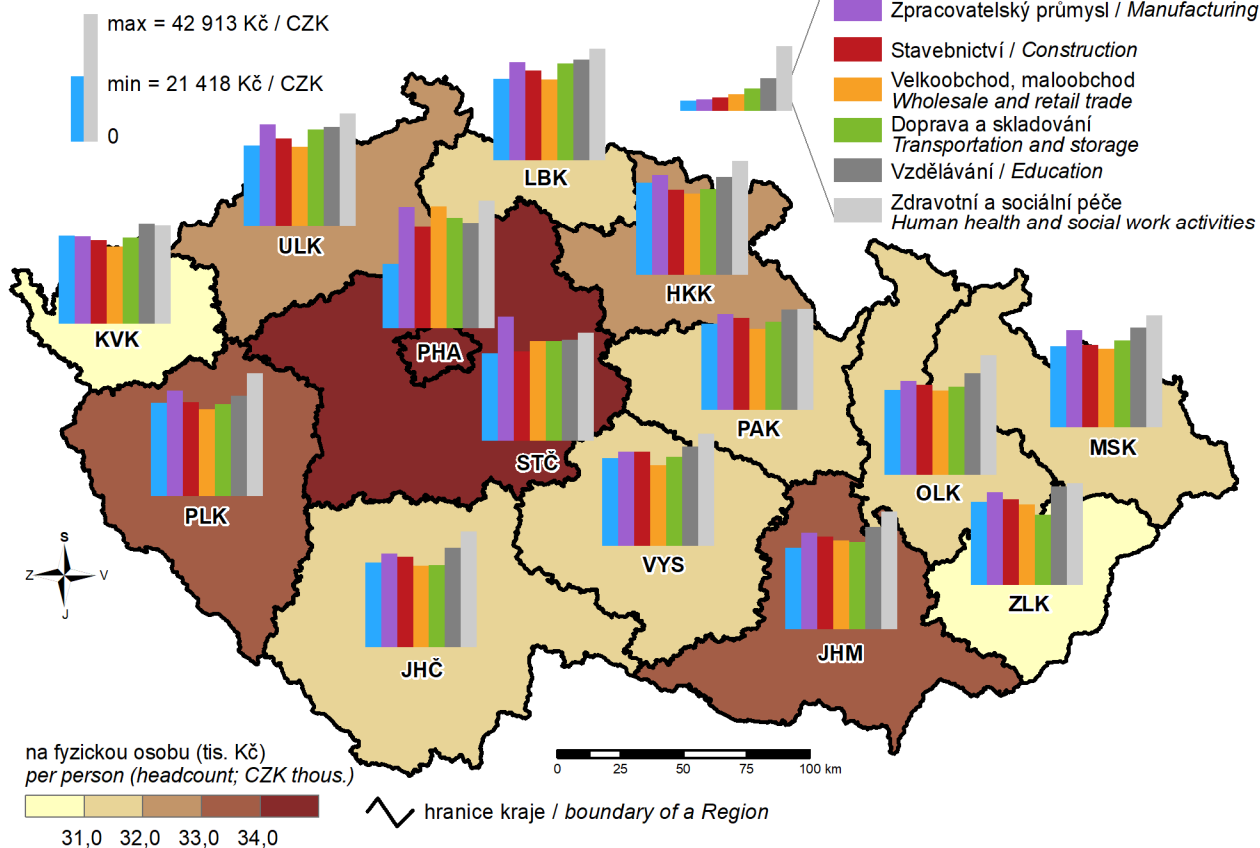 max = 42 913 Kč / CZK
min = 21 418 Kč / CZK
0
Zpracovatelský průmysl / Manufacturing
Stavebnictví / Construction
Velkoobchod, maloobchod
Wholesale and retail trade
Doprava a skladování
Transportation and storage
Vzdělávání / Education
Zdravotní a sociální péče
Human health and social work activities
LBK
ULK
HKK
KVK
PHA
PAK
MSK
STČ
OLK
PLK
VYS
ZLK
JHČ
JHM
S
Z V
J
na fyzickou osobu (tis. Kč)
per person (headcount; CZK thous.)
31,0 32,0 33,0 34,0
0 25 50 75 100 km
hranice kraje / boundary of a Region